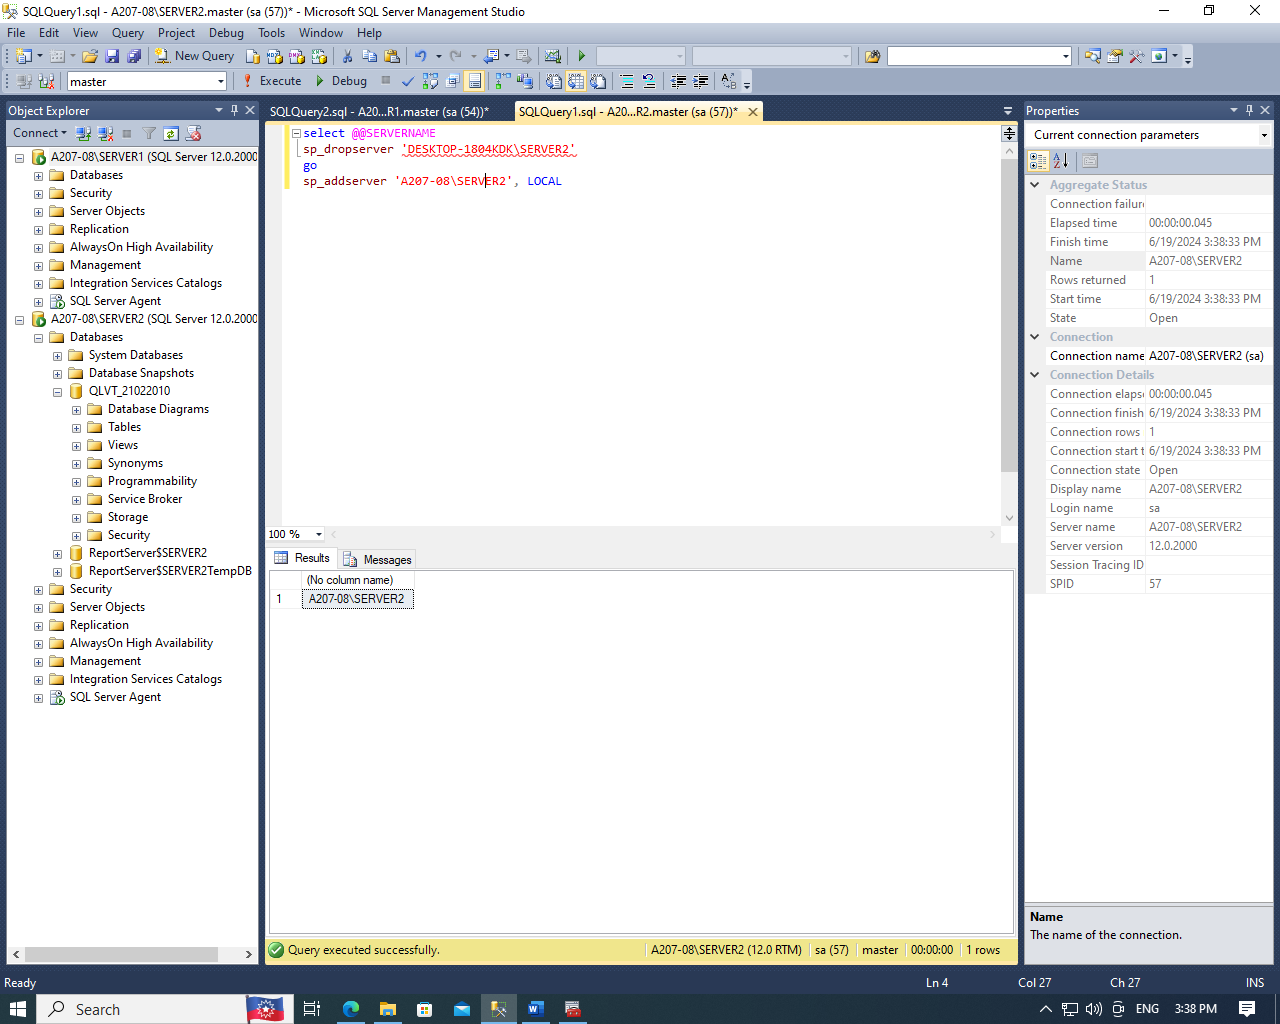 SQLQuery1.sql - A207-08\SERVER2.master (sa (57))* - Microsoft SQL Server Management Studio
File Edit View Query Project Debug Tools Window Help
New Query
master Execute Debug
Object Explorer
Connect
A207-08\SERVER1 (SQL Server 12.0.2000
Databases
Security
Server Objects
Replication
AlwaysOn High Availability
Management
Integration Services Catalogs
SQL Server Agent
A207-08\SERVER2 (SQL Server 12.0.2000
Databases
System Databases
Database Snapshots
QLVT_21022010
Database Diagrams
Tables
Views
Synonyms
Programmability
Service Broker
Storage
Security
ReportServer$SERVER2
ReportServer$SERVER2TempDB
Security
Server Objects
Replication
AlwaysOn High Availability
Management
Integration Services Catalogs
SQL Server Agent
SQLQuery2.sql - A20...R1.master (sa (54))* SQLQuery1.sql - A20...R2.master (sa (57))*
select @@SERVERNAME
sp_dropserver 'DESKTOP-1804KDK\SERVER2'
go
sp_addserver 'A207-08\SERVER2', LOCAL
100 %
Results Messages
(No column name)
1 A207-08\SERVER2
Query executed successfully. A207-08\SERVER2 (12.0 RTM) sa (57) master 00:00:00 1 rows
Properties
Current connection parameters
Aggregate Status
Connection failure
Elapsed time 00:00:00.045
Finish time 6/19/2024 3:38:33 PM
Name A207-08\SERVER2
Rows returned 1
Start time 6/19/2024 3:38:33 PM
State Open
Connection
Connection name A207-08\SERVER2 (sa)
Connection Details
Connection elaps 00:00:00.045
Connection finish 6/19/2024 3:38:33 PM
Connection rows 1
Connection start t 6/19/2024 3:38:33 PM
Connection state Open
Display name A207-08\SERVER2
Login name sa
Server name A207-08\SERVER2
Server version 12.0.2000
Session Tracing ID
SPID 57
Name
The name of the connection.
Ready Ln 4 Col 27 Ch 27 INS
Search ENG 3:38 PM